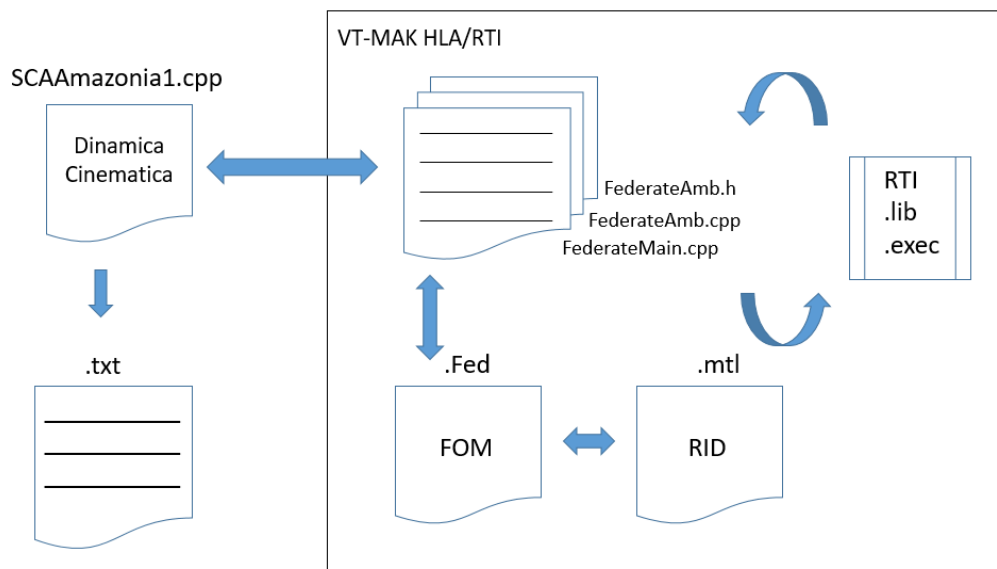 VT-MAK HLA/RTI
SCAAmazonia1.cpp
Dinamica
Cinematica
FederateAmb.h
FederateAmb.cpp
FederateMain.cpp
RTI
.lib
.exec
.txt
.Fed
.mtl
FOM
RID